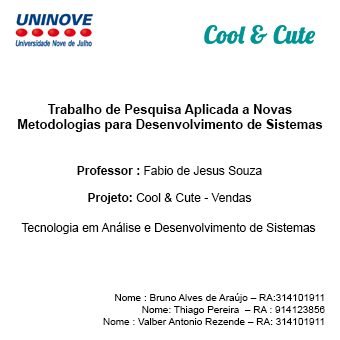 UNINOVE
Universidade Nove de Julho
Cool & Cute
Trabalho de Pesquisa Aplicada a Novas
Metodologias para Desenvolvimento de Sistemas
Professor : Fabio de Jesus Souza
Projeto: Cool & Cute - Vendas
Tecnologia em Análise e Desenvolvimento de Sistemas
Nome : Bruno Alves de Araújo – RA:314101911
Nome: Thiago Pereira – RA : 914123856
Nome : Valber Antonio Rezende – RA: 314101911